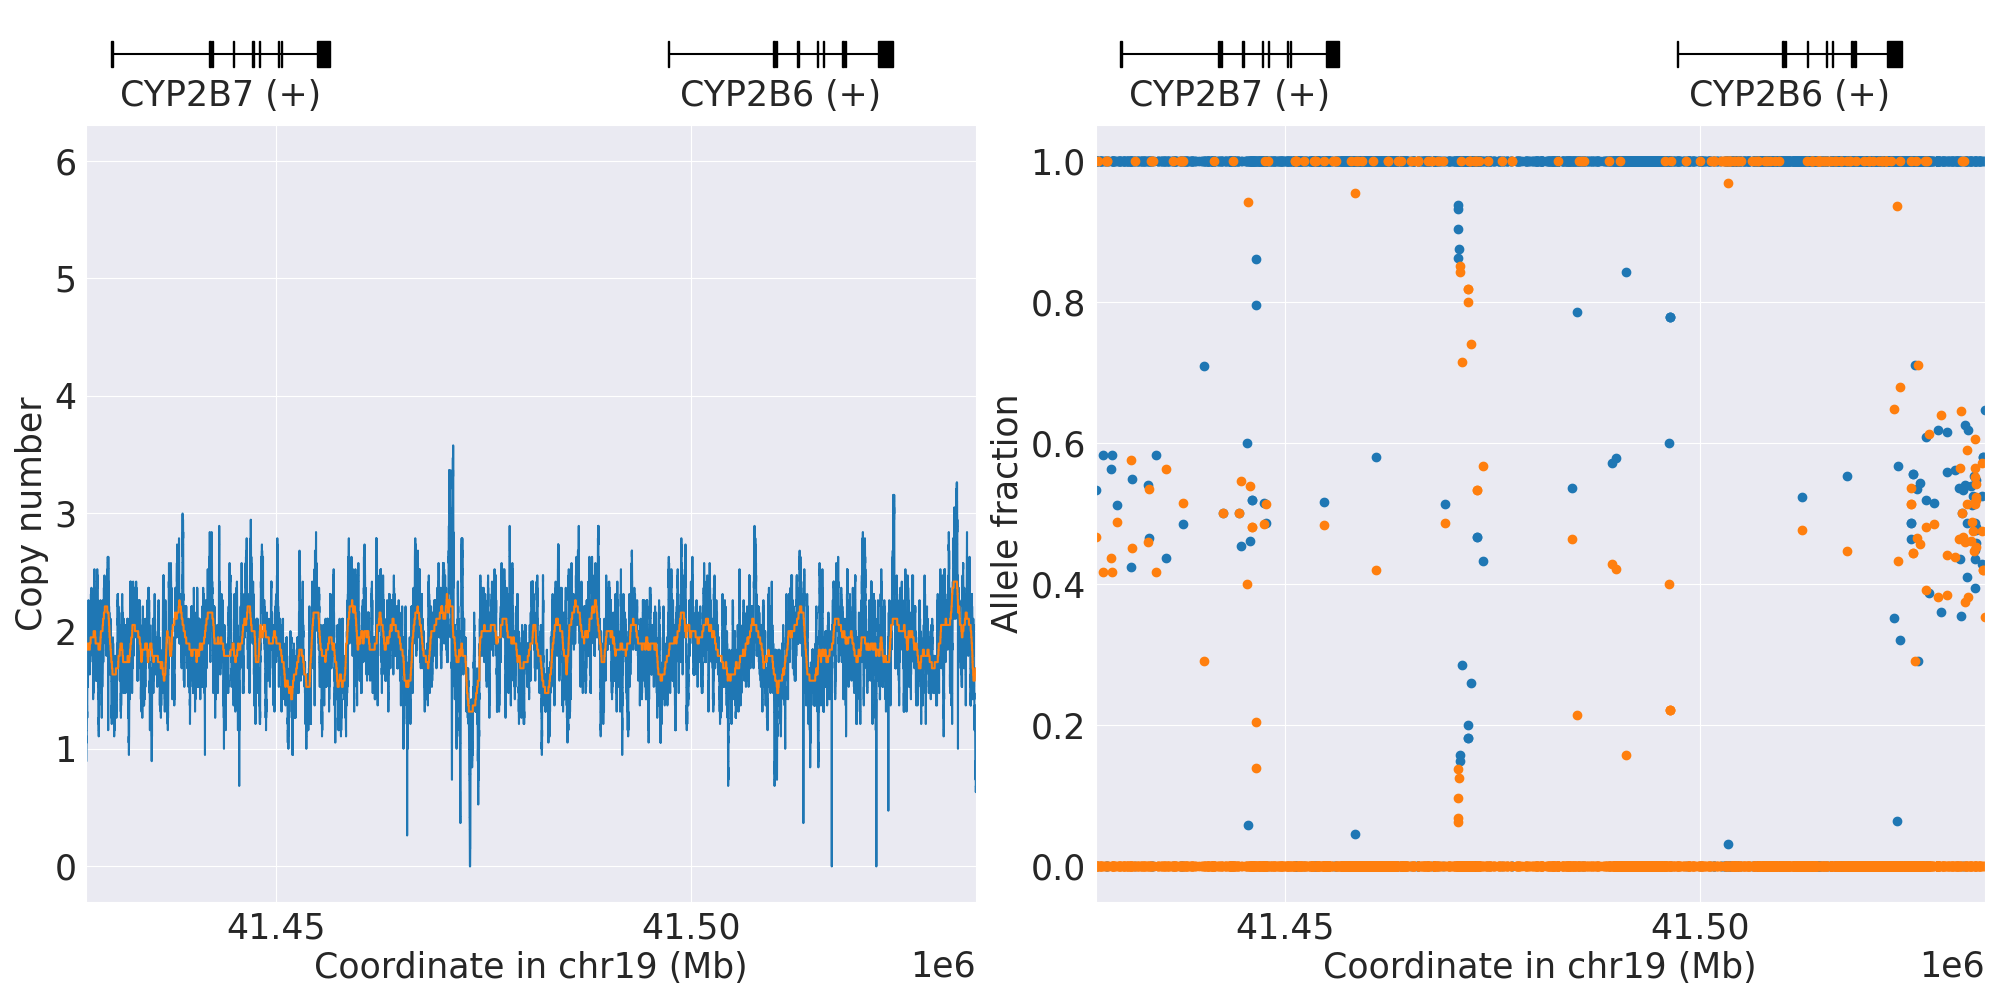 CYP2B7 (+) CYP2B6 (+)
6
5
4
3
2
1
0
Copy number
41.45 41.50
Coordinate in chr19 (Mb) 1e6
CYP2B7 (+) CYP2B6 (+)
1.0
0.8
0.6
0.4
0.2
0.0
Allele fraction
41.45 41.50
Coordinate in chr19 (Mb) 1e6